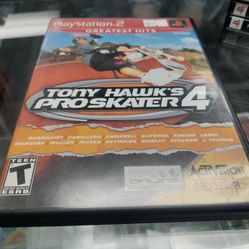 PlayStation 2
GREATEST HITS
TONY HAWK'S
PRO SKATER 4
BURNQUIST CABALLERO CAMPBELL GLIFBERG KOSTON LASEK
MARGERA MULLEN MUSKA REYNOLDS ROWLEY STEAMER J. THOMAS
TEEN
T
ESRB
ONLINE
ACTIVISION